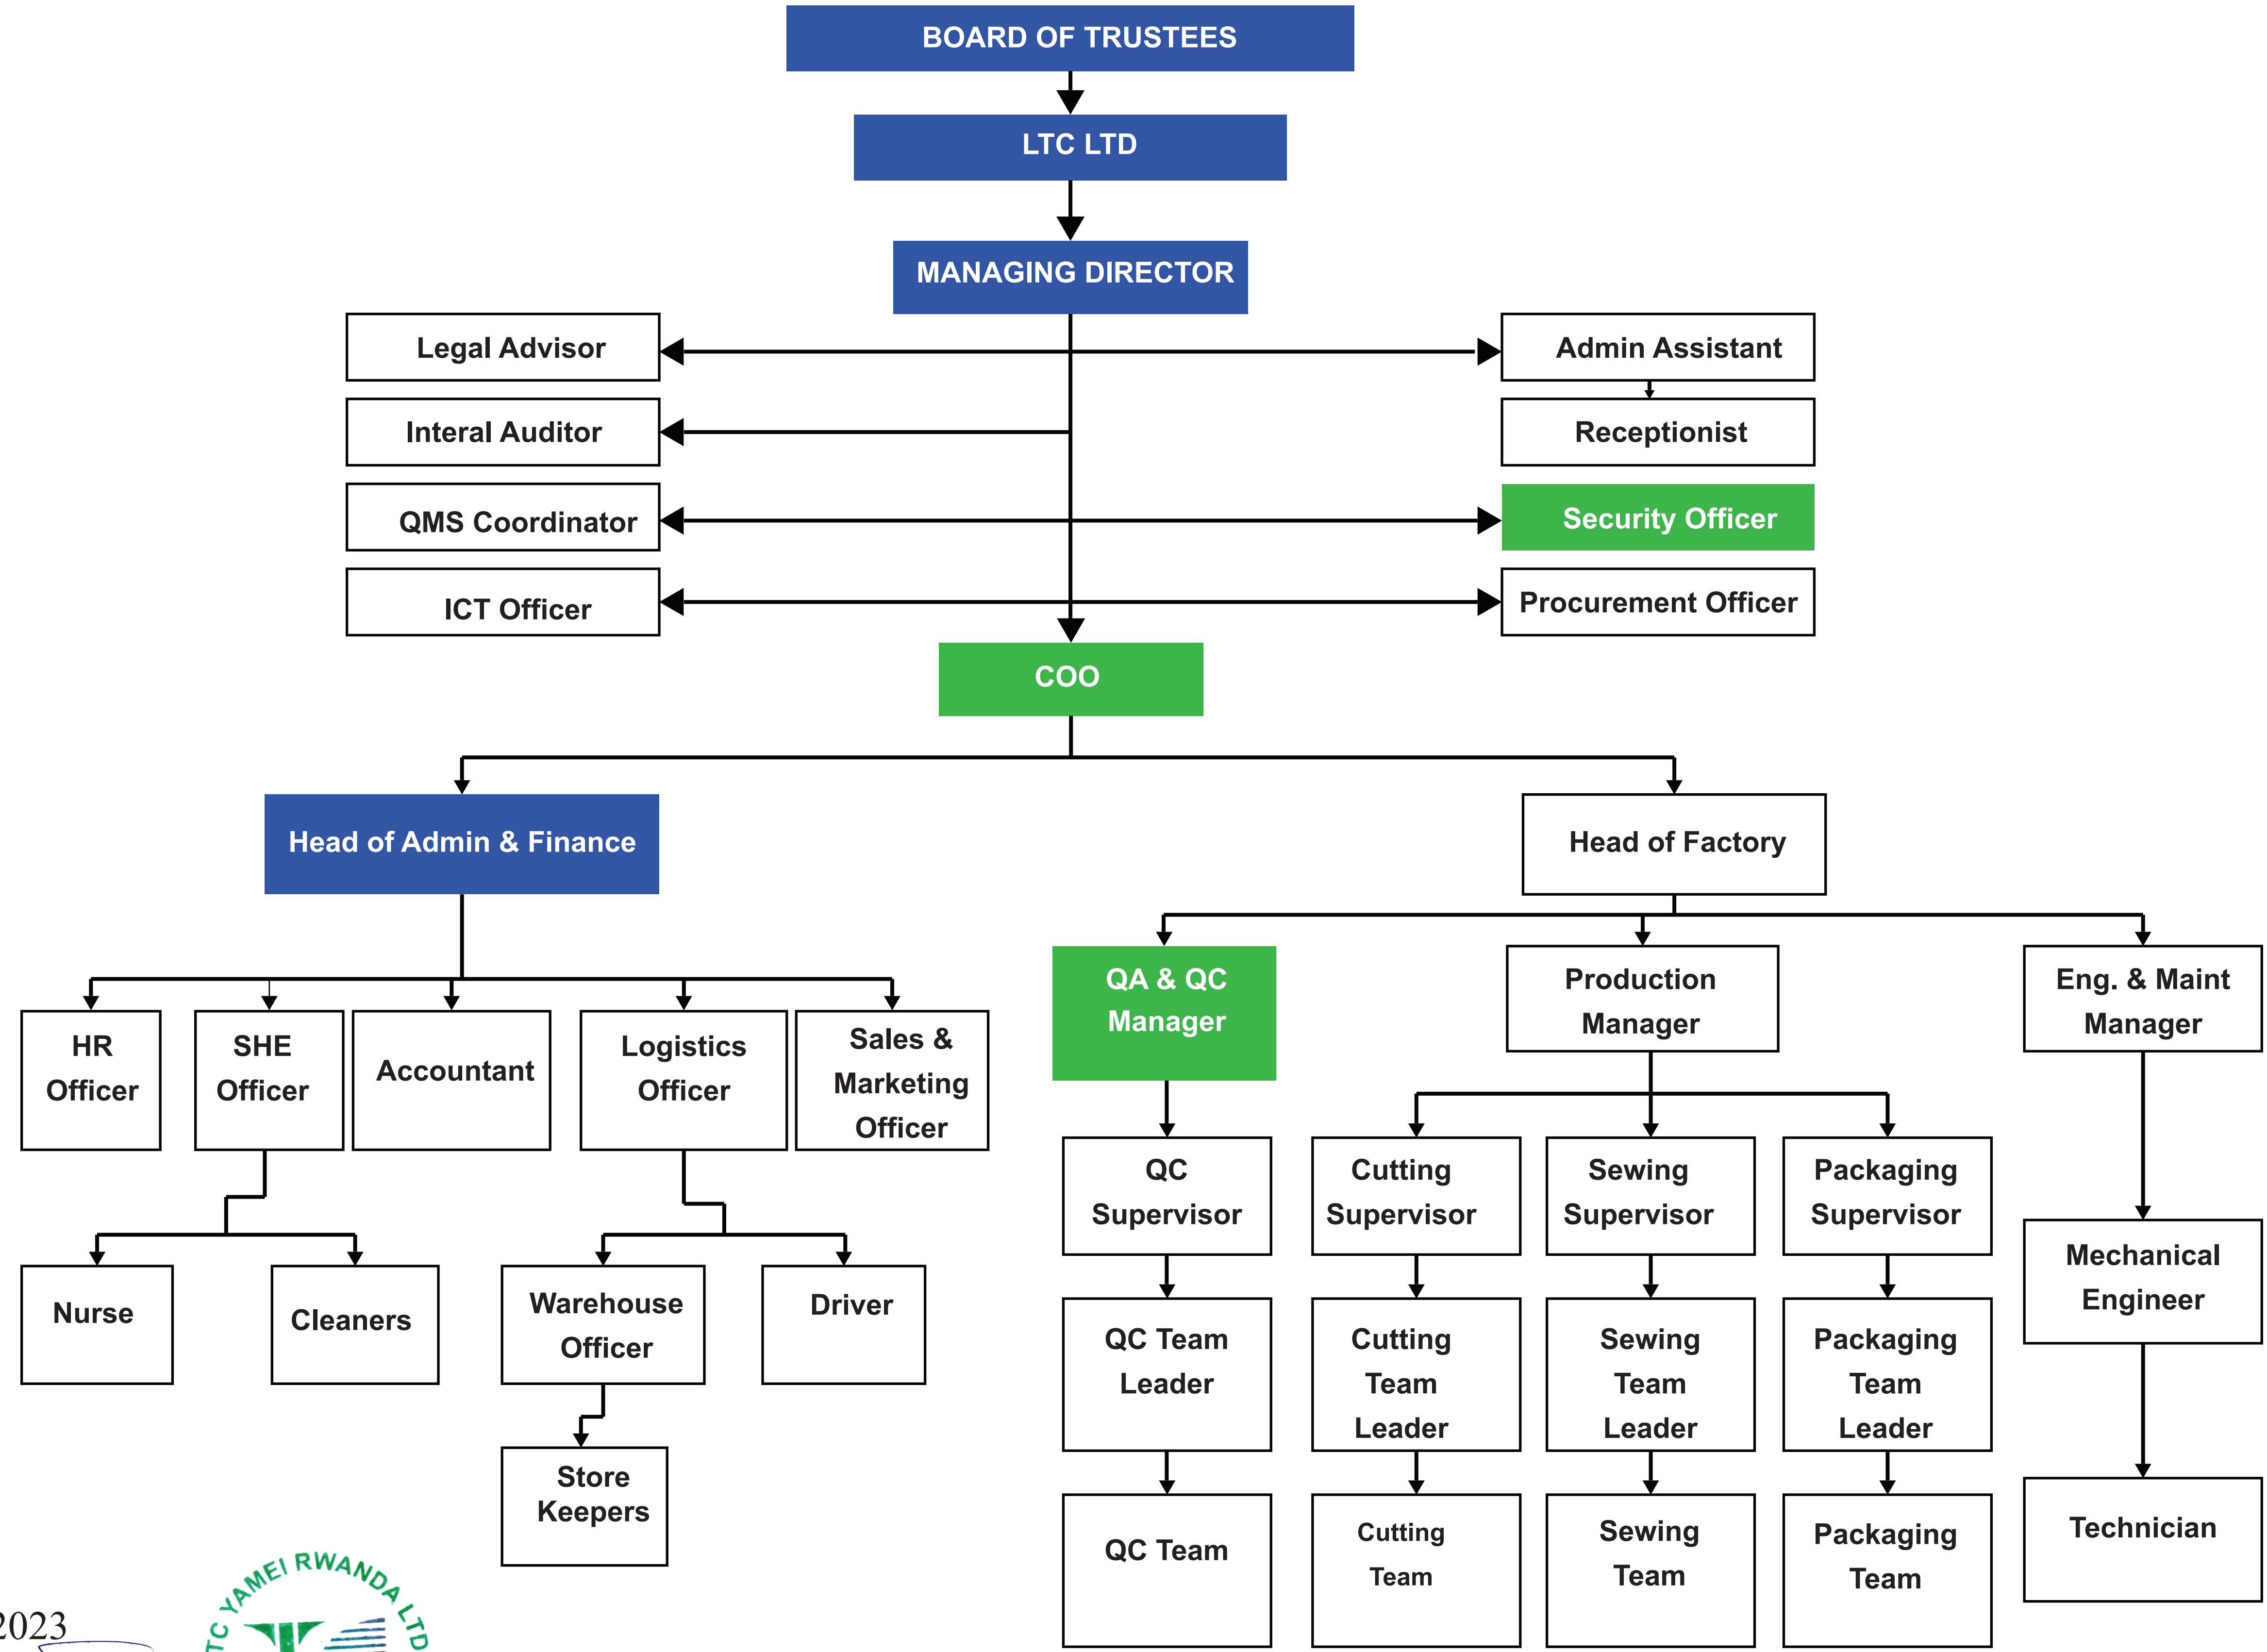 BOARD OF TRUSTEES
LTC LTD
MANAGING DIRECTOR
Legal Advisor
Admin Assistant
Interal Auditor
Receptionist
QMS Coordinator
Security Officer
ICT Officer
Procurement Officer
COO
Head of Admin & Finance
Head of Factory
QA & QC
Manager
Production
Manager
Eng. & Maint
Manager
HR
Officer
SHE
Officer
Accountant
Logistics
Officer
Sales &
Marketing
Officer
QC
Supervisor
Cutting
Supervisor
Sewing
Supervisor
Packaging
Supervisor
Mechanical
Engineer
Nurse
Cleaners
Warehouse
Officer
Driver
QC Team
Leader
Cutting
Team
Leader
Sewing
Team
Leader
Packaging
Team
Leader
Store
Keepers
QC Team
Cutting
Team
Sewing
Team
Packaging
Team
Technician
2023
TC YAMEI RWANDA LTD